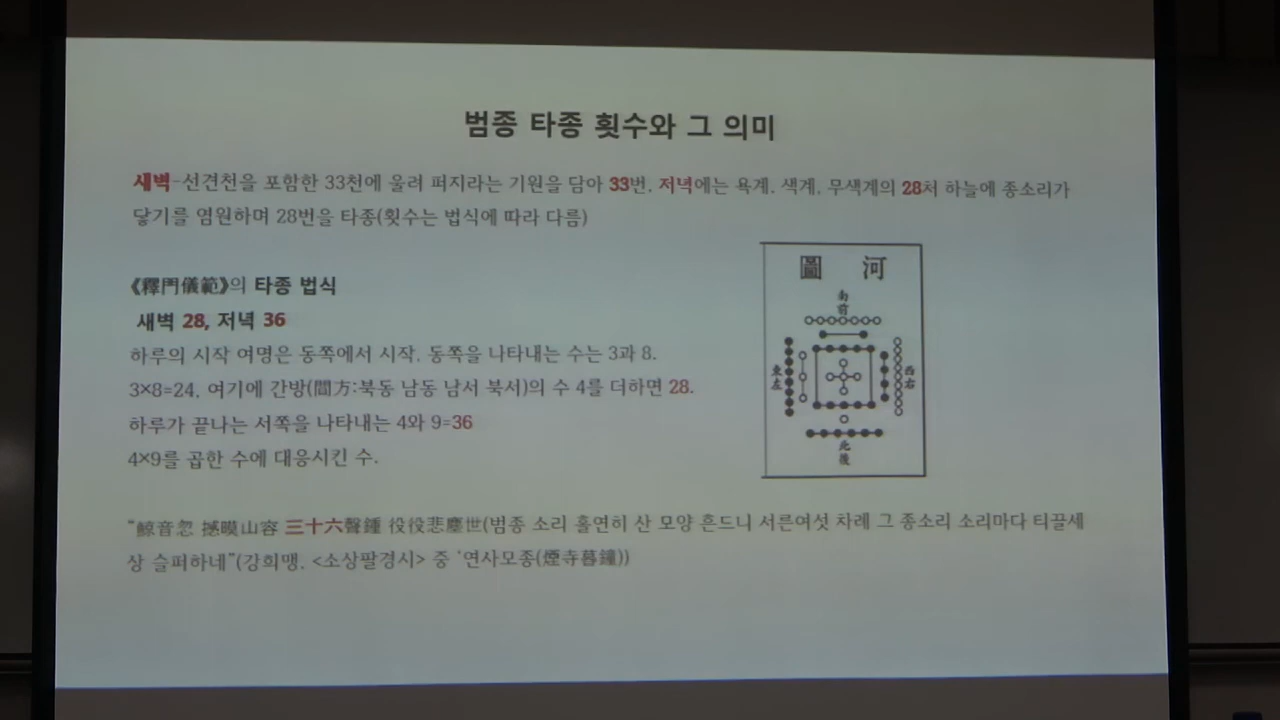 범종 타종 횟수와 그 의미
새벽-선견천을 포함한 33천에 울려 퍼지라는 기원을 담아 33번, 저녁에는 욕계, 색계, 무색계의 28처 하늘에 종소리가
닿기를 염원하며 28번을 타종(횟수는 법식에 따라 다름)
《釋門儀範》의 타종 법식
새벽 28, 저녁 36
하루의 시작 여명은 동쪽에서 시작, 동쪽을 나타내는 수는 3과 8.
3×8=24, 여기에 간방(間方:북동 남동 남서 북서)의 수 4를 더하면 28.
하루가 끝나는 서쪽을 나타내는 4와 9=36
4×9를 곱한 수에 대응시킨 수.
圖 河
南前
東左
西右
北後
“鯨音忽 撼暯山容 三十六聲鍾 役役悲塵世(범종 소리 홀연히 산 모양 흔드니 서른여섯 차례 그 종소리 소리마다 티끌세
상 슬퍼하네”(강희맹, <소상팔경시> 중 ‘연사모종(煙寺暮鐘))